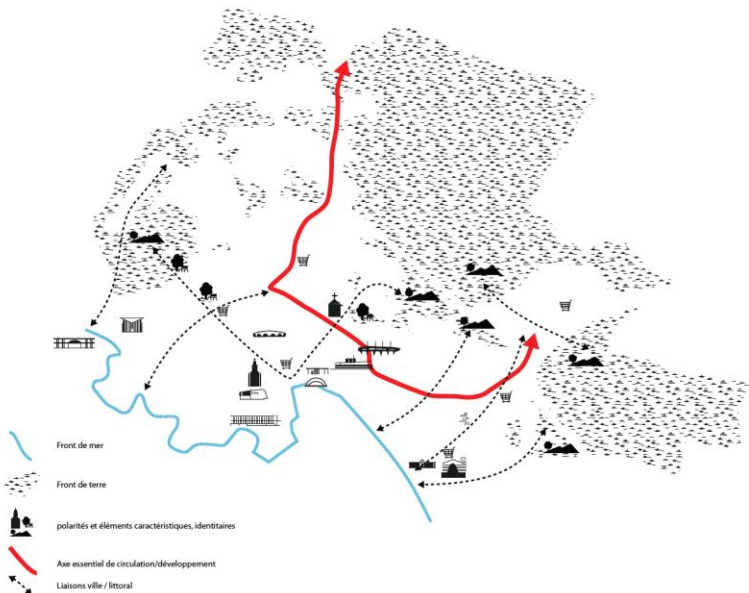 Front de mer
Front de terre
polarités et éléments caractéristiques, identitaires
Axe essentiel de circulation/développement
Liaisons ville / littoral